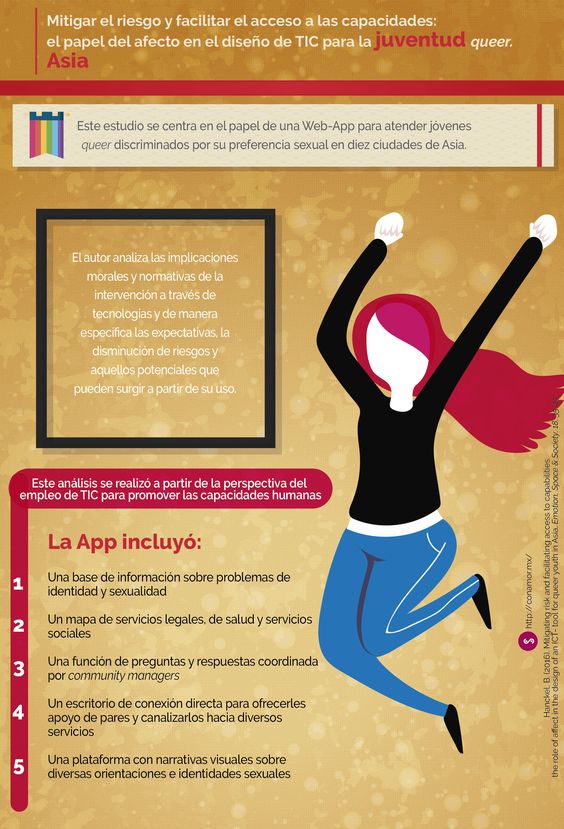 Mitigar el riesgo y facilitar el acceso a las capacidades:
el papel del afecto en el diseño de TIC para la juventud queer.
Asia
Este estudio se centra en el papel de una Web-App para atender jóvenes
queer discriminados por su preferencia sexual en diez ciudades de Asia.
El autor analiza las implicaciones
morales y normativas de la
intervención a través de
tecnologías y de manera
específica las expectativas, la
disminución de riesgos y
aquellos potenciales que
pueden surgir a partir de su uso.
Este análisis se realizó a partir de la perspectiva del
empleo de TIC para promover las capacidades humanas
La App incluyó:
1 Una base de información sobre problemas de
identidad y sexualidad
2 Un mapa de servicios legales, de salud y servicios
sociales
3 Una función de preguntas y respuestas coordinada
por community managers
4 Un escritorio de conexión directa para ofrecerles
apoyo de pares y canalizarlos hacia diversos
servicios
5 Una plataforma con narrativas visuales sobre
diversas orientaciones e identidades sexuales
http://conamor.mx/
Hanckel, B. (2016). Mitigating risk and facilitating access to capabilities:
the role of affect in the design of an ICT- tool for queer youth in Asia. Emotion, Space & Society. 18,